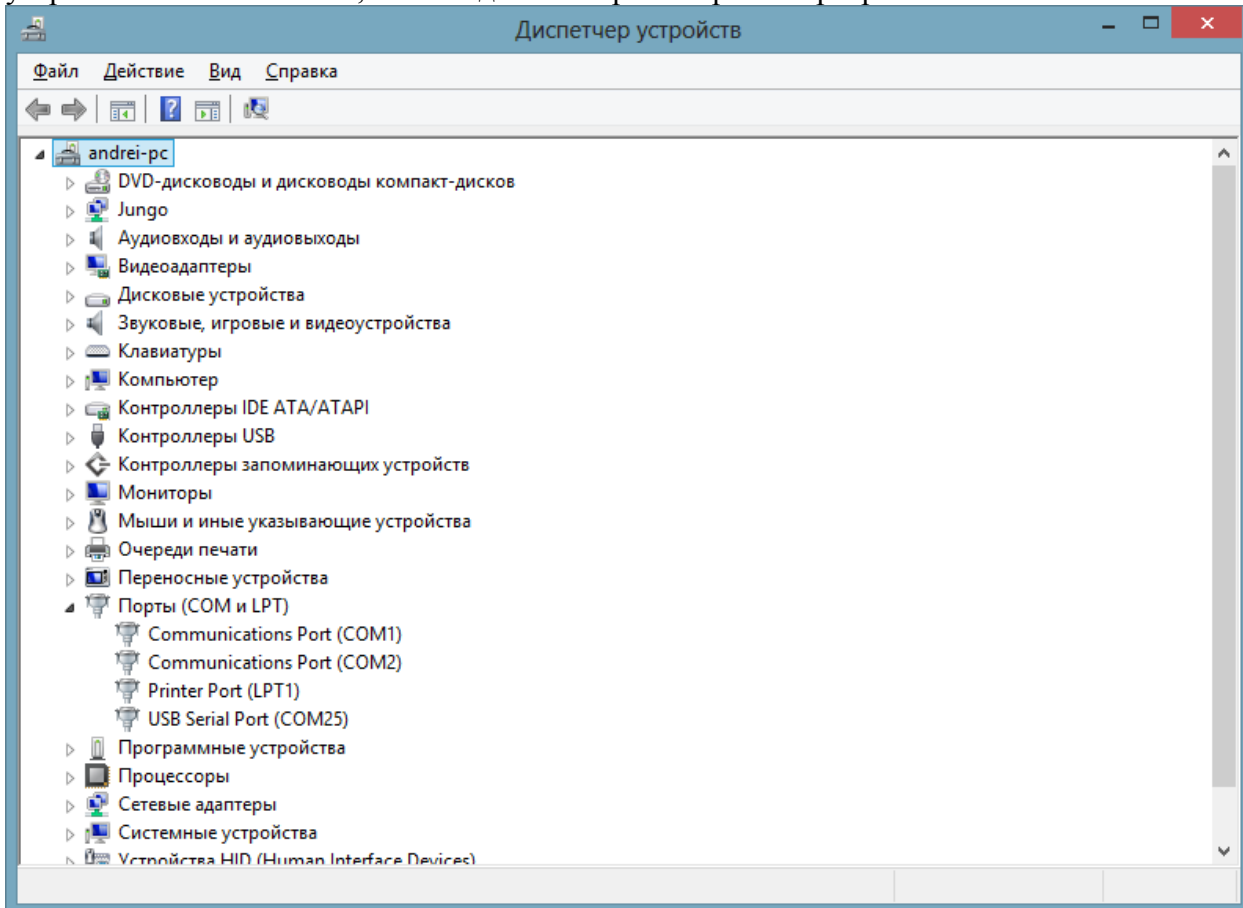 Диспетчер устройств
Файл Действие Вид Справка
andrei-pc
DVD-дисководы и дисководы компакт-дисков
Jungo
Аудиовходы и аудиовыходы
Видеоадаптеры
Дисковые устройства
Звуковые, игровые и видеоустройства
Клавиатуры
Компьютер
Контроллеры IDE ATA/ATAPI
Контроллеры USB
Контроллеры запоминающих устройств
Мониторы
Мыши и иные указывающие устройства
Очереди печати
Переносные устройства
Порты (COM и LPT)
Communications Port (COM1)
Communications Port (COM2)
Printer Port (LPT1)
USB Serial Port (COM25)
Программные устройства
Процессоры
Сетевые адаптеры
Системные устройства
Устройства HID (Human Interface Devices)